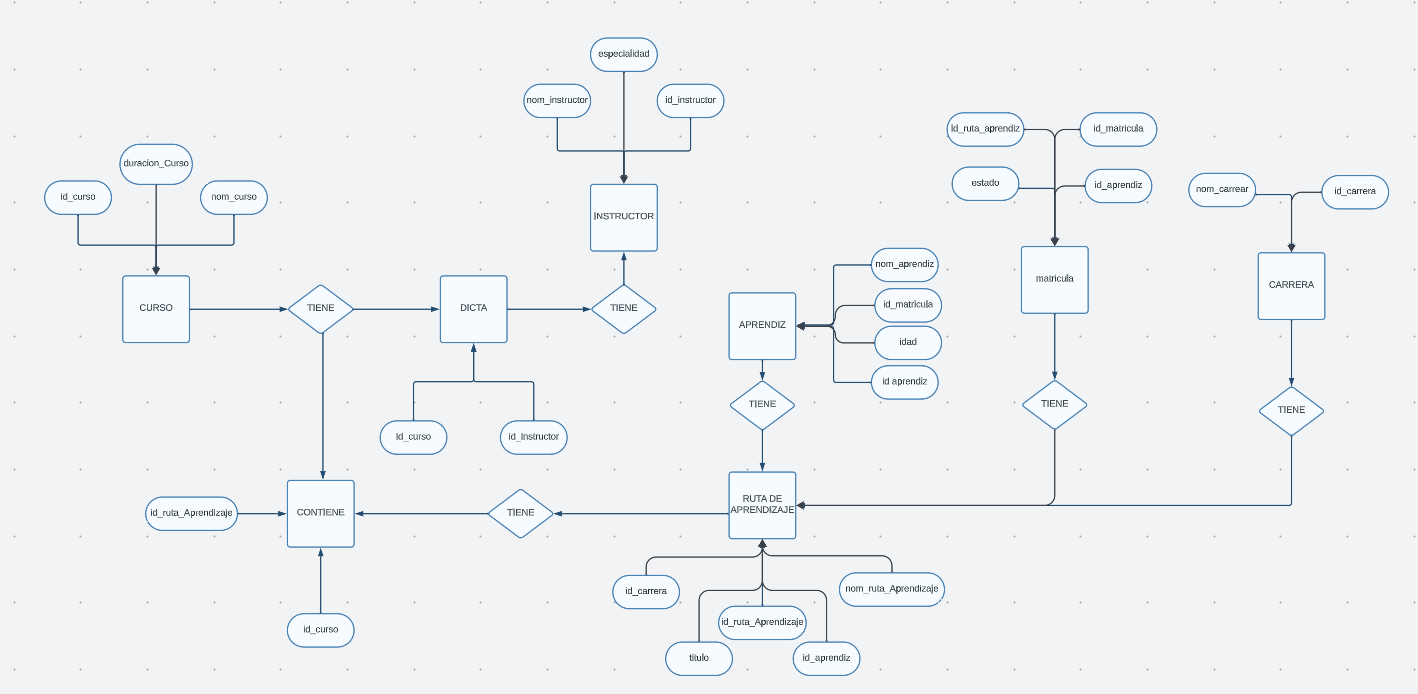 especialidad
nom_instructor
id_instructor
Id_ruta_aprendiz
id_matricula
duracion_Curso
estado
id_aprendiz
id_curso
nom_curso
nom_carrear
id_carrera
INSTRUCTOR
nom_aprendiz
matricula
CARRERA
CURSO
TIENE
DICTA
TIENE
id_matricula
APRENDIZ
idad
id aprendiz
TIENE
TIENE
TIENE
Id_curso
id_Instructor
RUTA DE
APRENDIZAJE
id_ruta_Aprendizaje
CONTIENE
TIENE
id_carrera
nom_ruta_Aprendizaje
id_ruta_Aprendizaje
id_curso
titulo
id_aprendiz